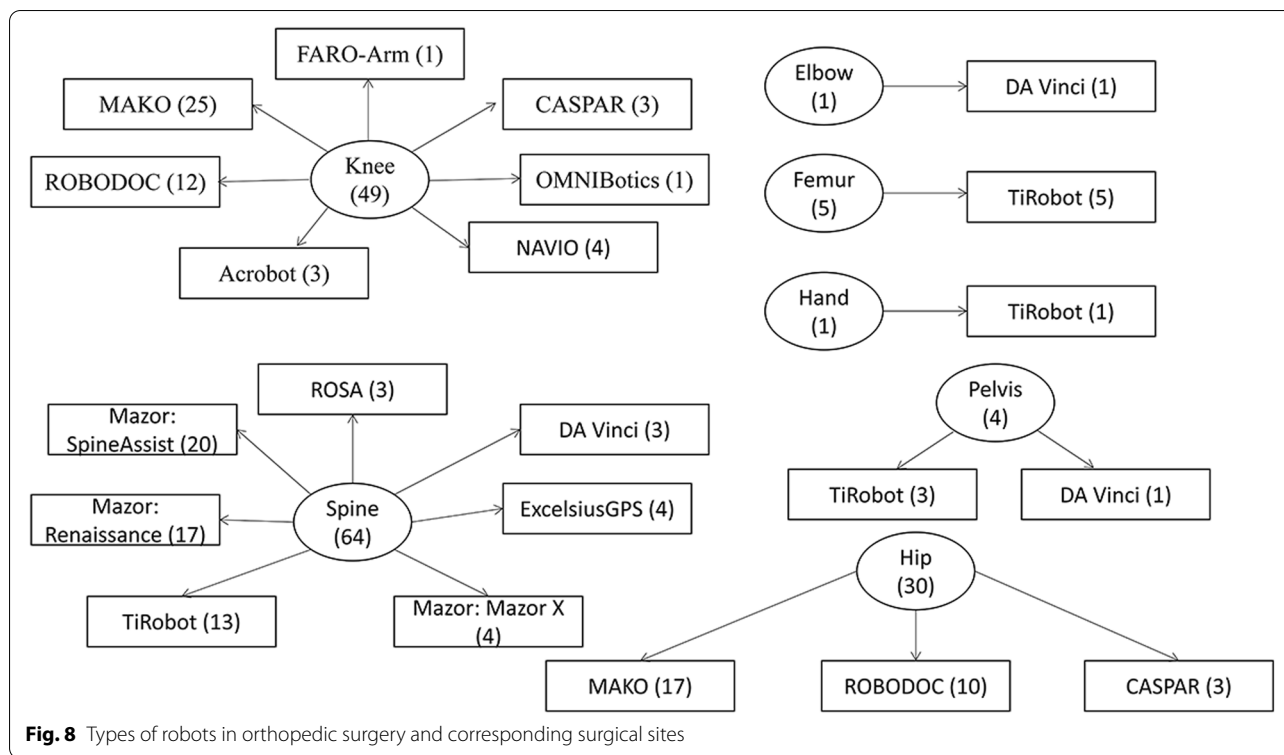 FARO-Arm (1)
MAKO (25)
CASPAR (3)
Knee
(49)
ROBODOC (12)
OMNIBotics (1)
Acrobot (3)
NAVIO (4)
Elbow
(1)
DA Vinci (1)
Femur
(5)
TiRobot (5)
Hand
(1)
TiRobot (1)
ROSA (3)
Mazor:
SpineAssist (20)
DA Vinci (3)
Mazor:
Renaissance (17)
Spine
(64)
ExcelsiusGPS (4)
TiRobot (13)
Mazor: Mazor X
(4)
Pelvis
(4)
TiRobot (3)
DA Vinci (1)
Hip
(30)
MAKO (17)
ROBODOC (10)
CASPAR (3)
Fig. 8 Types of robots in orthopedic surgery and corresponding surgical sites